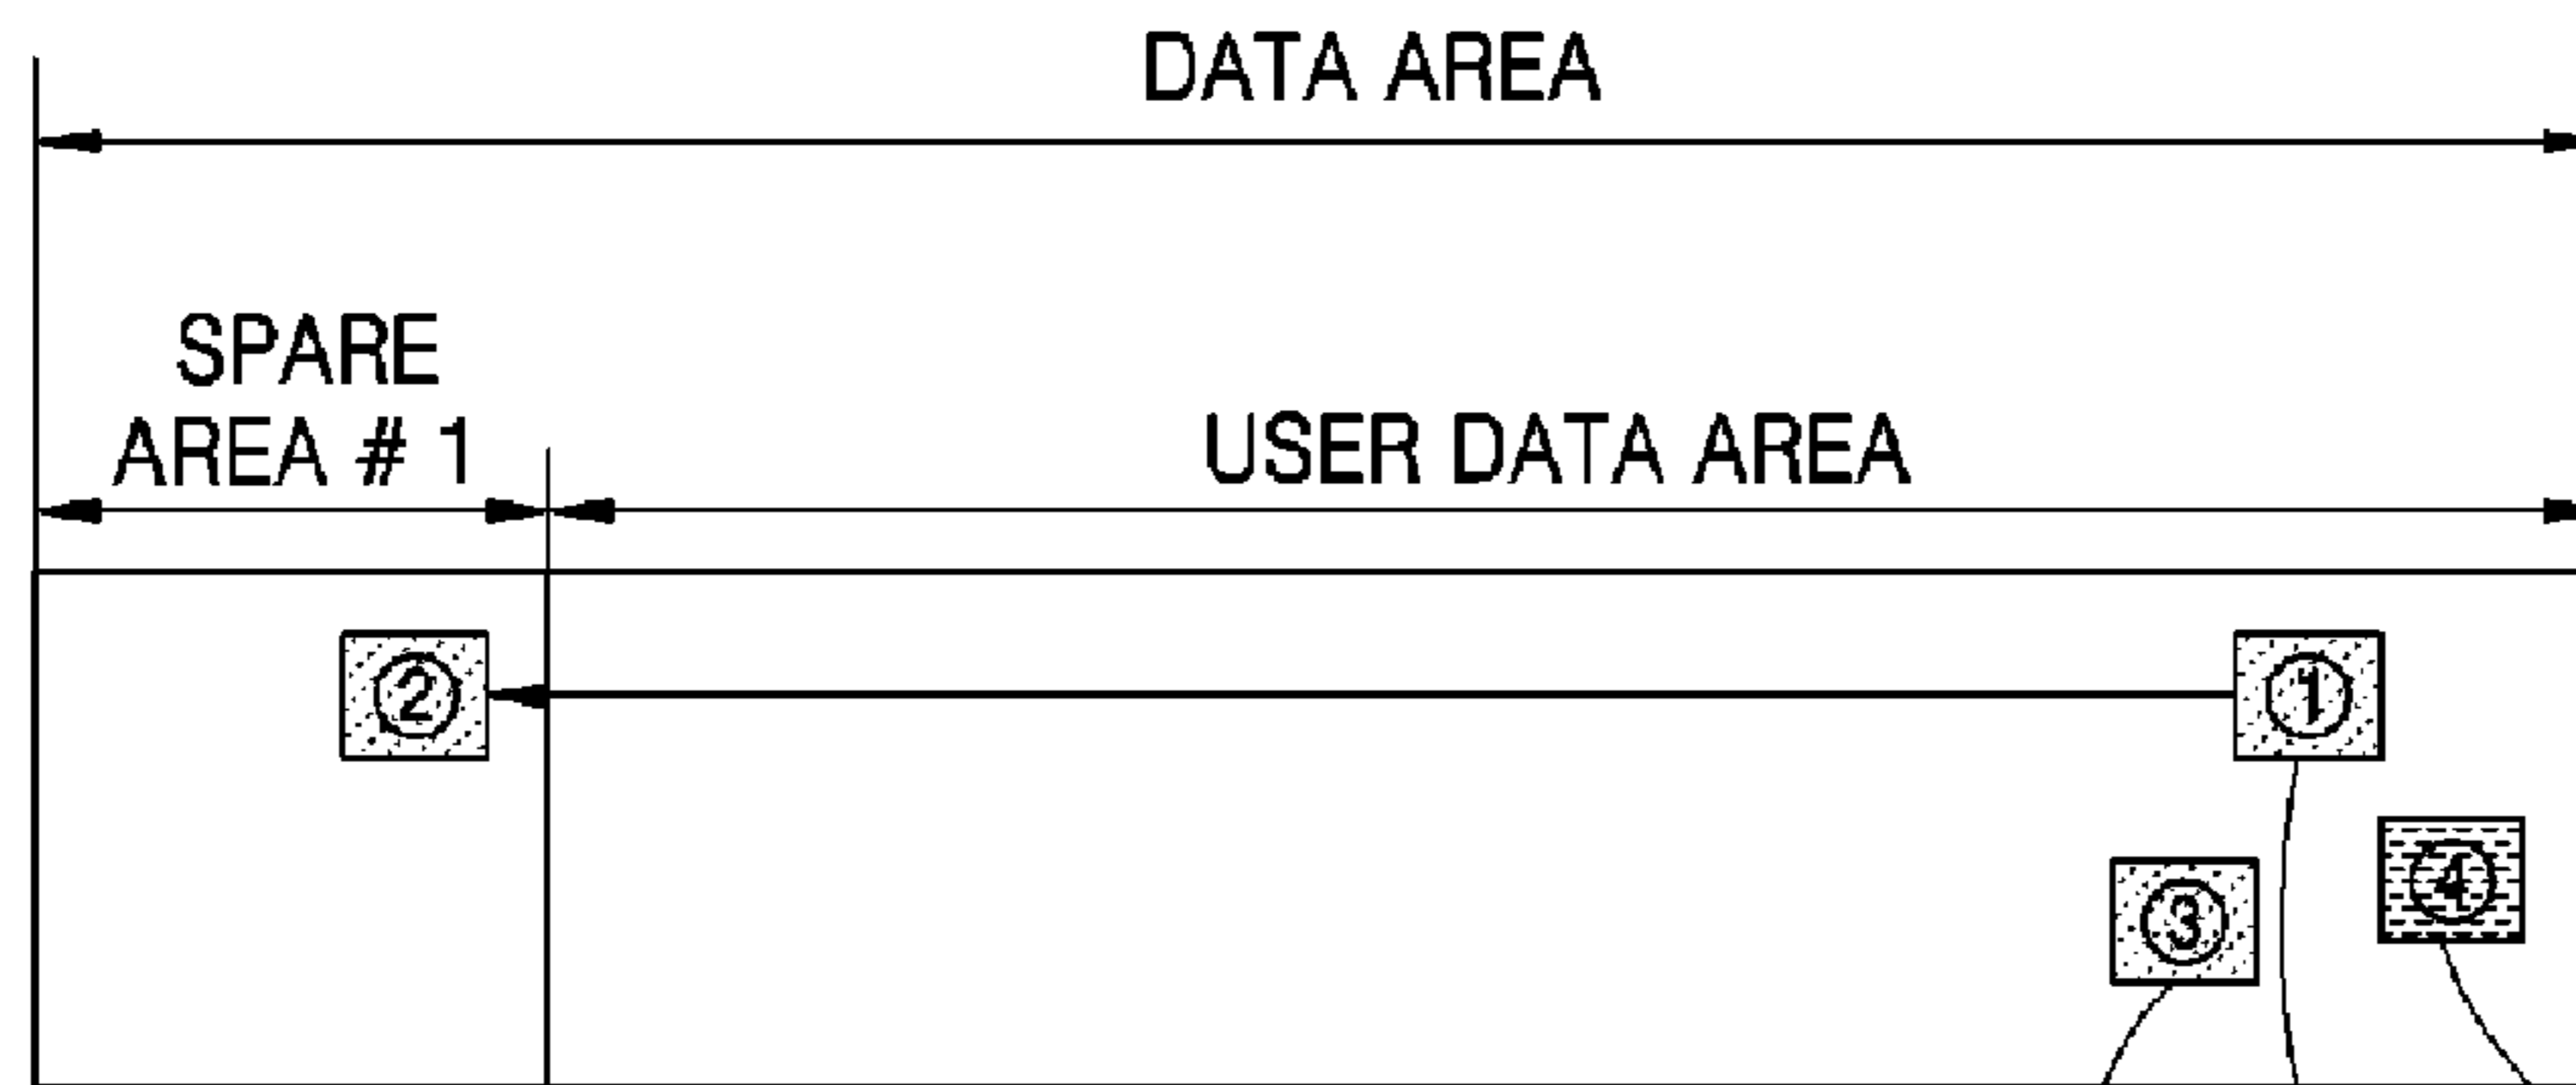 DATA AREA
SPARE
AREA # 1
USER DATA AREA
②
①
③
④